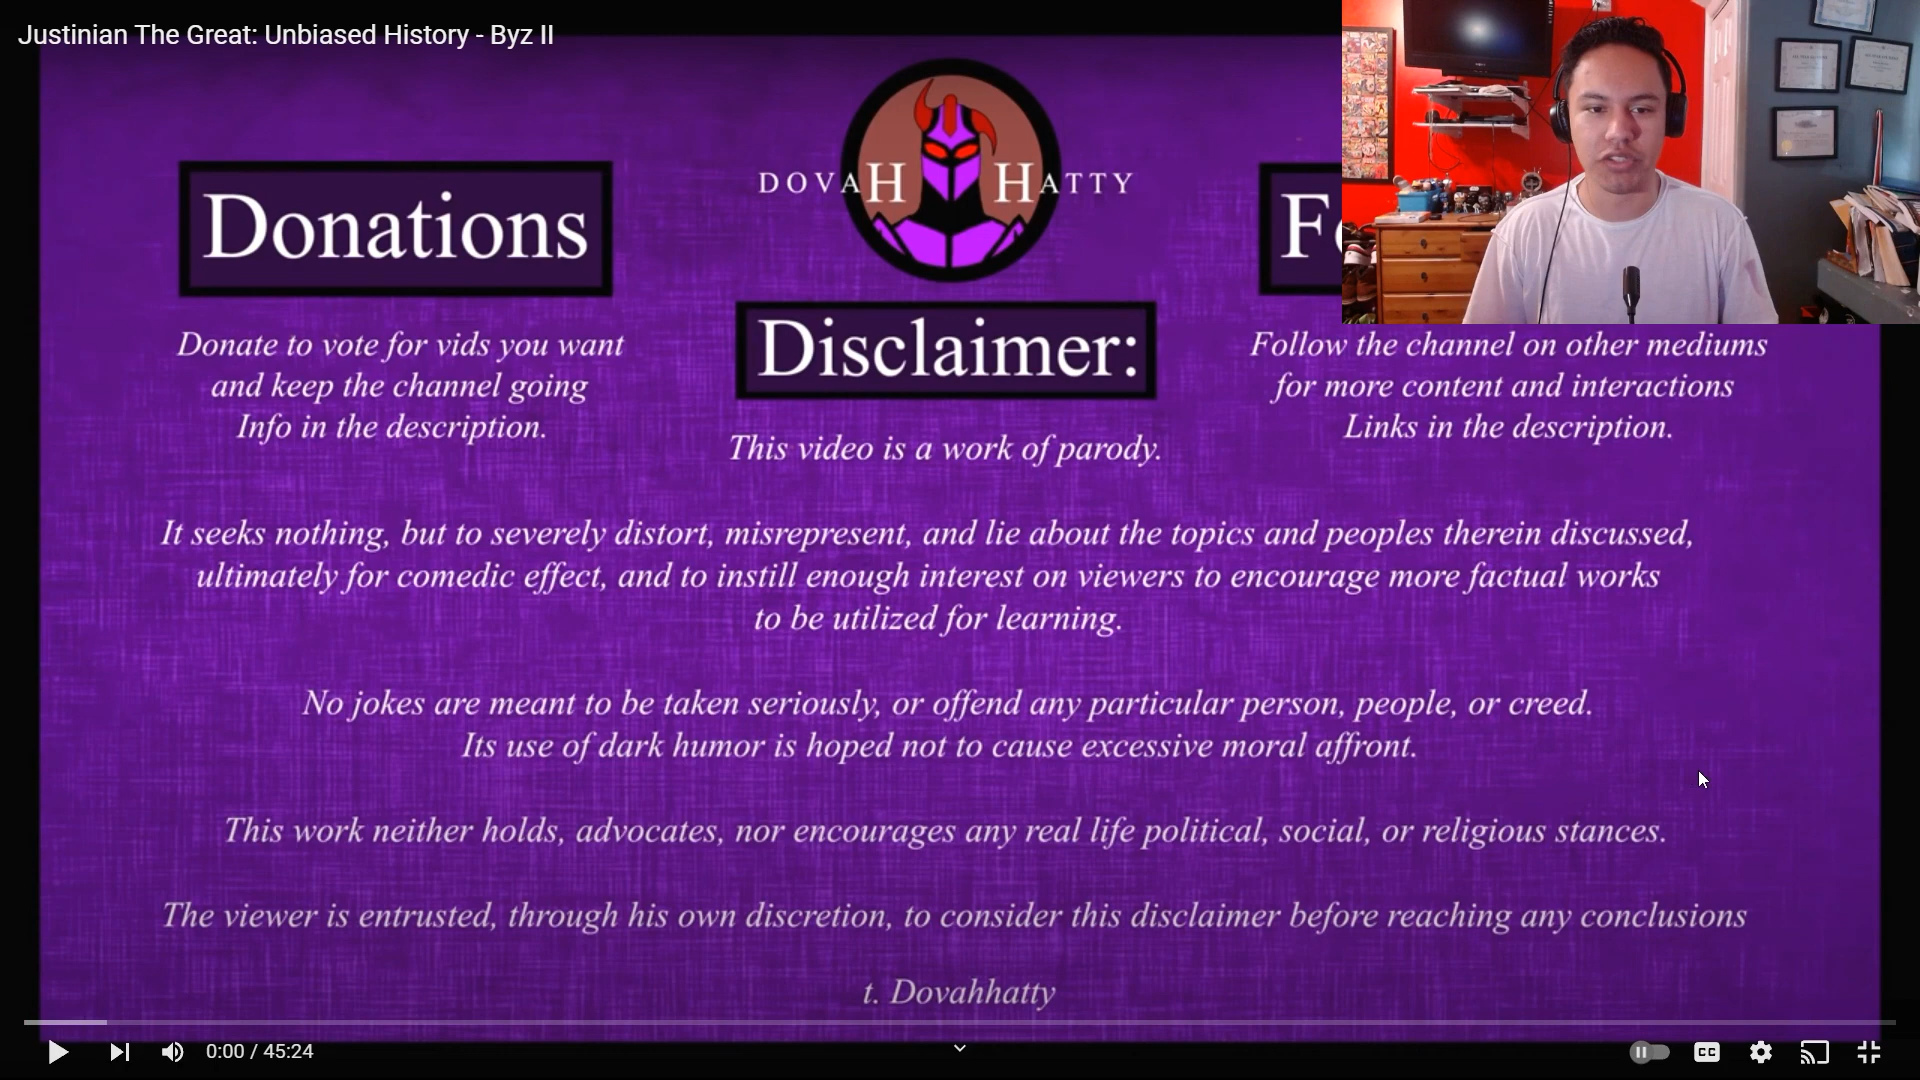 Justinian The Great: Unbiased History - Byz II
DOVAHHATTY
Donations
Donate to vote for vids you want
and keep the channel going
Info in the description.
Disclaimer:
This video is a work of parody.
Follow the channel on other mediums
for more content and interactions
Links in the description.
It seeks nothing, but to severely distort, misrepresent, and lie about the topics and peoples therein discussed,
ultimately for comedic effect, and to instill enough interest on viewers to encourage more factual works
to be utilized for learning.
No jokes are meant to be taken seriously, or offend any particular person, people, or creed.
Its use of dark humor is hoped not to cause excessive moral affront.
This work neither holds, advocates, nor encourages any real life political, social, or religious stances.
The viewer is entrusted, through his own discretion, to consider this disclaimer before reaching any conclusions
t. Dovahhatty
0:00 / 45:24
CC